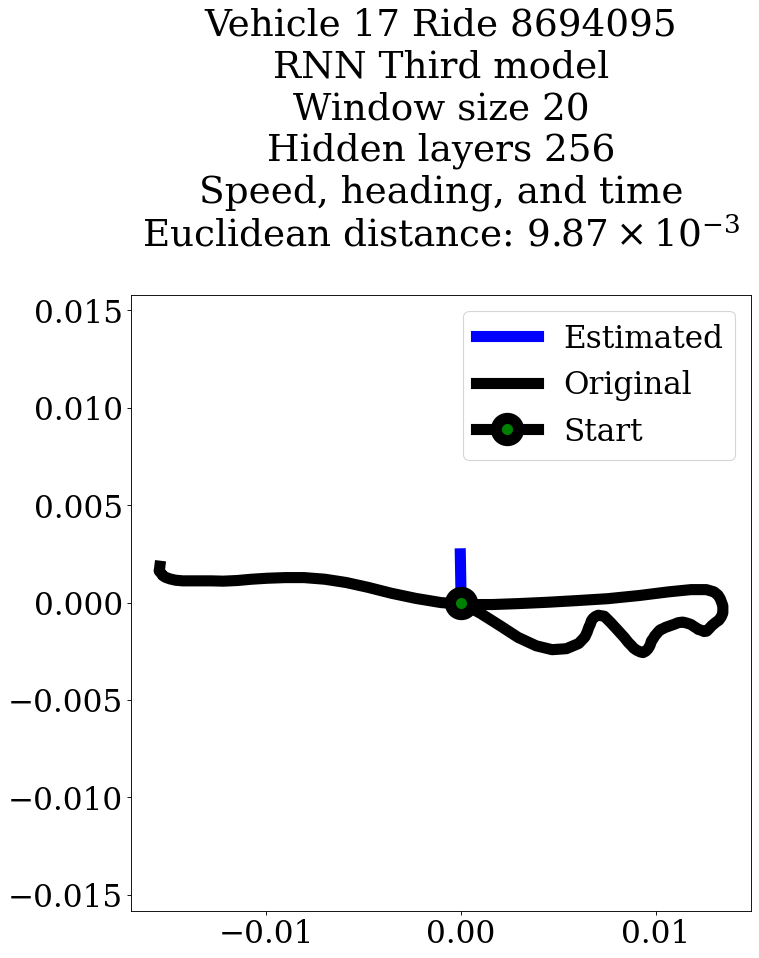 Vehicle 17 Ride 8694095
RNN Third model
Window size 20
Hidden layers 256
Speed, heading, and time
Euclidean distance: 9.87 × 10⁻³
0.015
0.010
0.005
0.000
−0.005
−0.010
−0.015
Estimated
Original
Start
−0.01
0.00
0.01